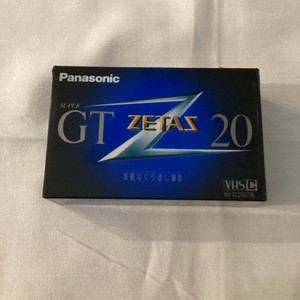 Panasonic
SUPER
GT ZETAS 20
VHS C